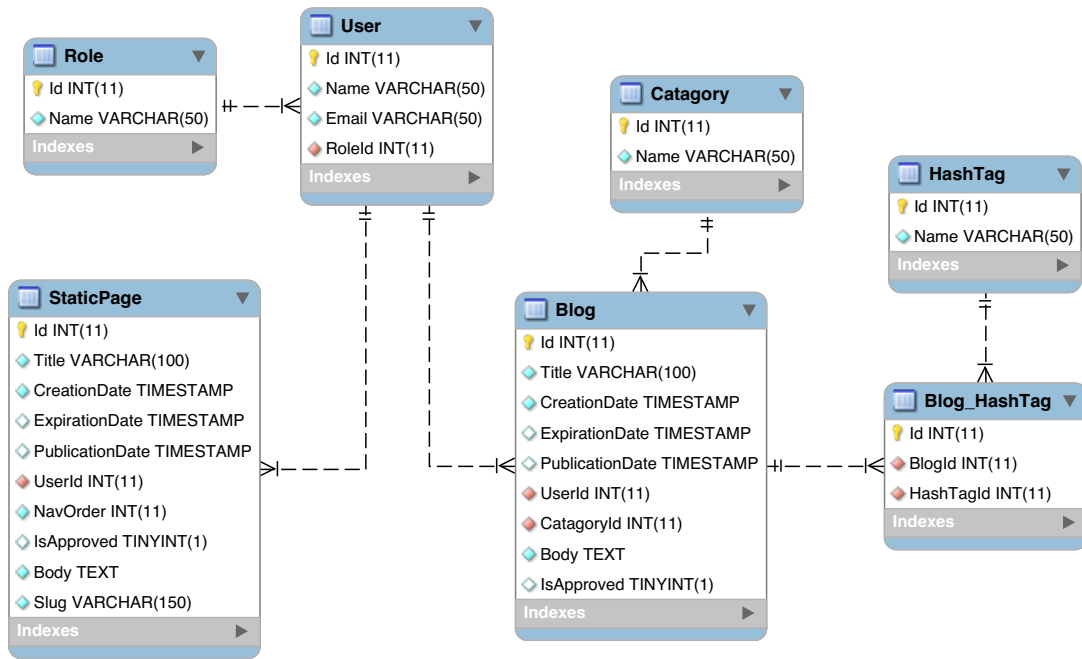 Role
Id INT(11)
Name VARCHAR(50)
Indexes
User
Id INT(11)
Name VARCHAR(50)
Email VARCHAR(50)
RoleId INT(11)
Indexes
Catagory
Id INT(11)
Name VARCHAR(50)
Indexes
HashTag
Id INT(11)
Name VARCHAR(50)
Indexes
StaticPage
Id INT(11)
Title VARCHAR(100)
CreationDate TIMESTAMP
ExpirationDate TIMESTAMP
PublicationDate TIMESTAMP
UserId INT(11)
NavOrder INT(11)
IsApproved TINYINT(1)
Body TEXT
Slug VARCHAR(150)
Indexes
Blog
Id INT(11)
Title VARCHAR(100)
CreationDate TIMESTAMP
ExpirationDate TIMESTAMP
PublicationDate TIMESTAMP
UserId INT(11)
CatagoryId INT(11)
Body TEXT
IsApproved TINYINT(1)
Indexes
Blog_HashTag
Id INT(11)
BlogId INT(11)
HashTagId INT(11)
Indexes